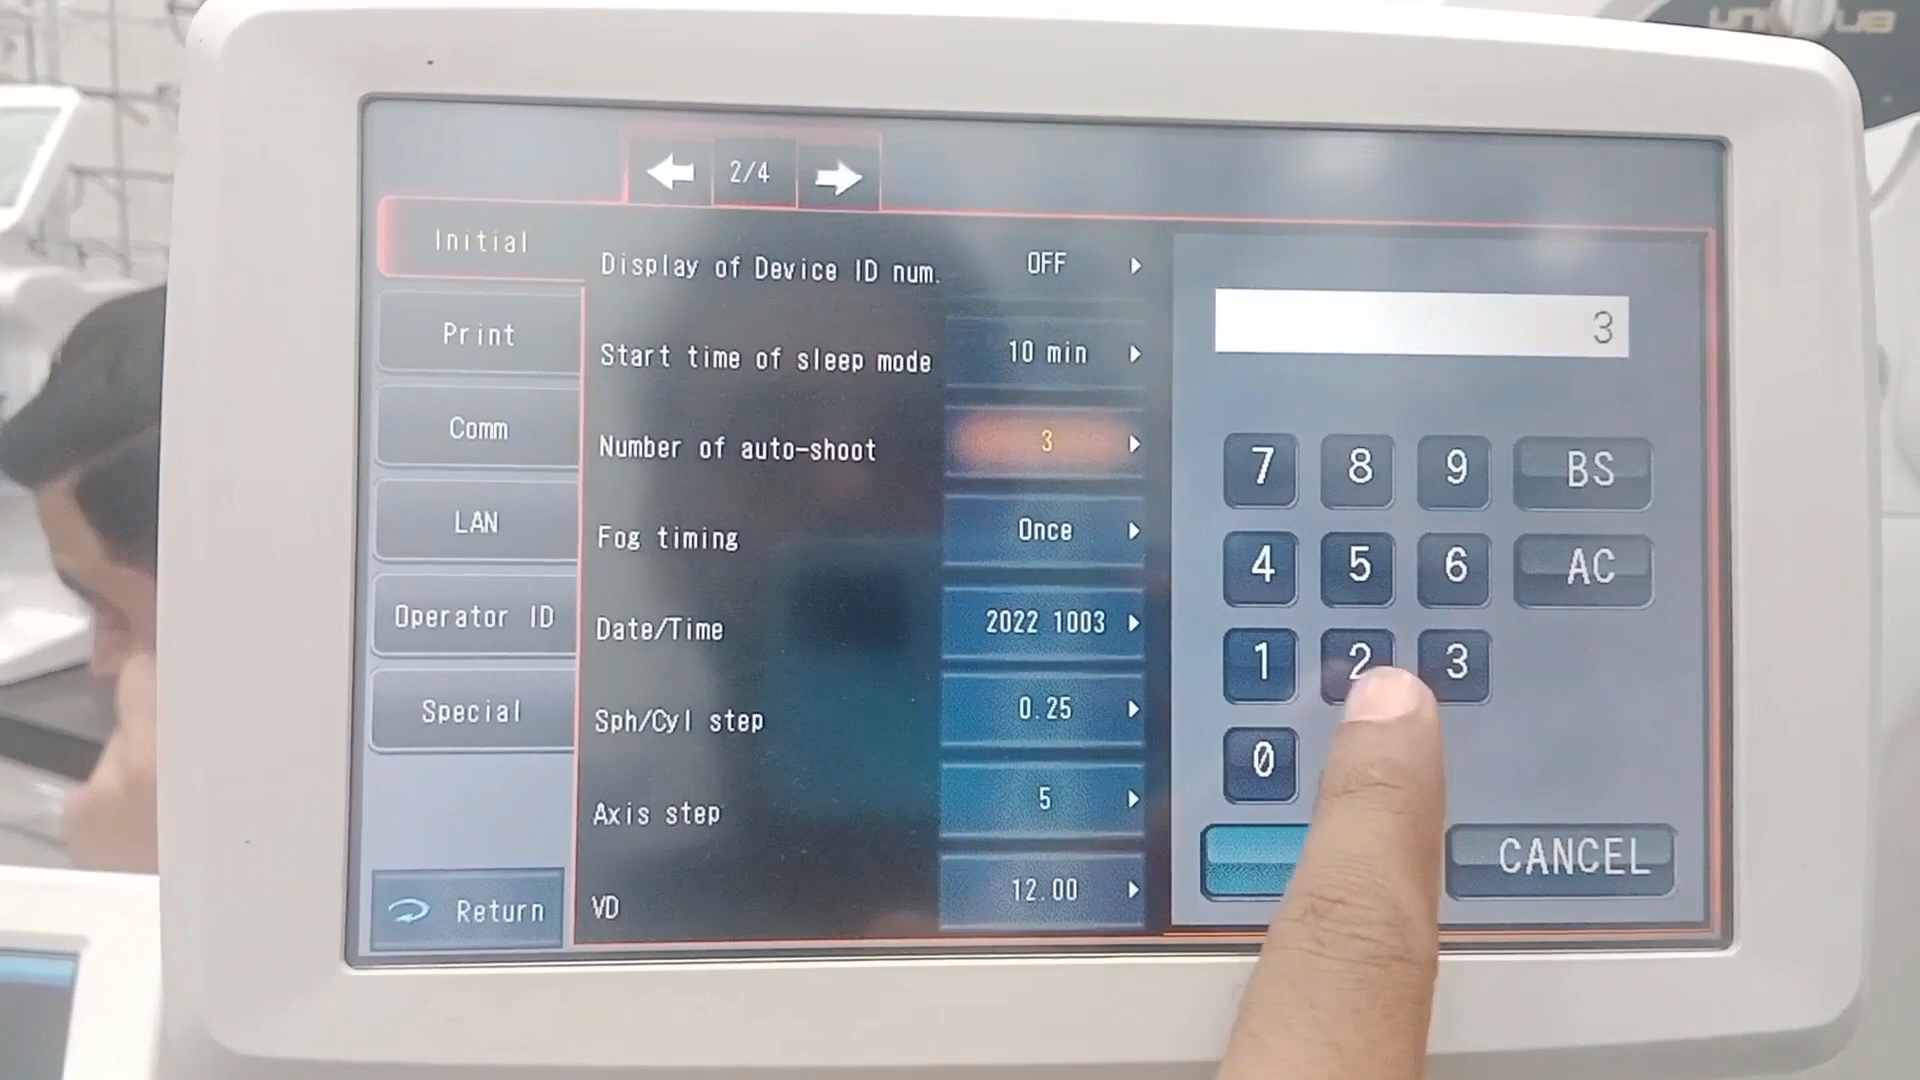 2/4
Initial
Print
Comm
LAN
Operator ID
Special
Return
Display of Device ID num. OFF
Start time of sleep mode 10 min
Number of auto-shoot 3
Fog timing Once
Date/Time 2022 1003
Sph/Cyl step 0.25
Axis step 5
VD 12.00
3
7 8 9 BS
4 5 6 AC
1 2 3
0
CANCEL